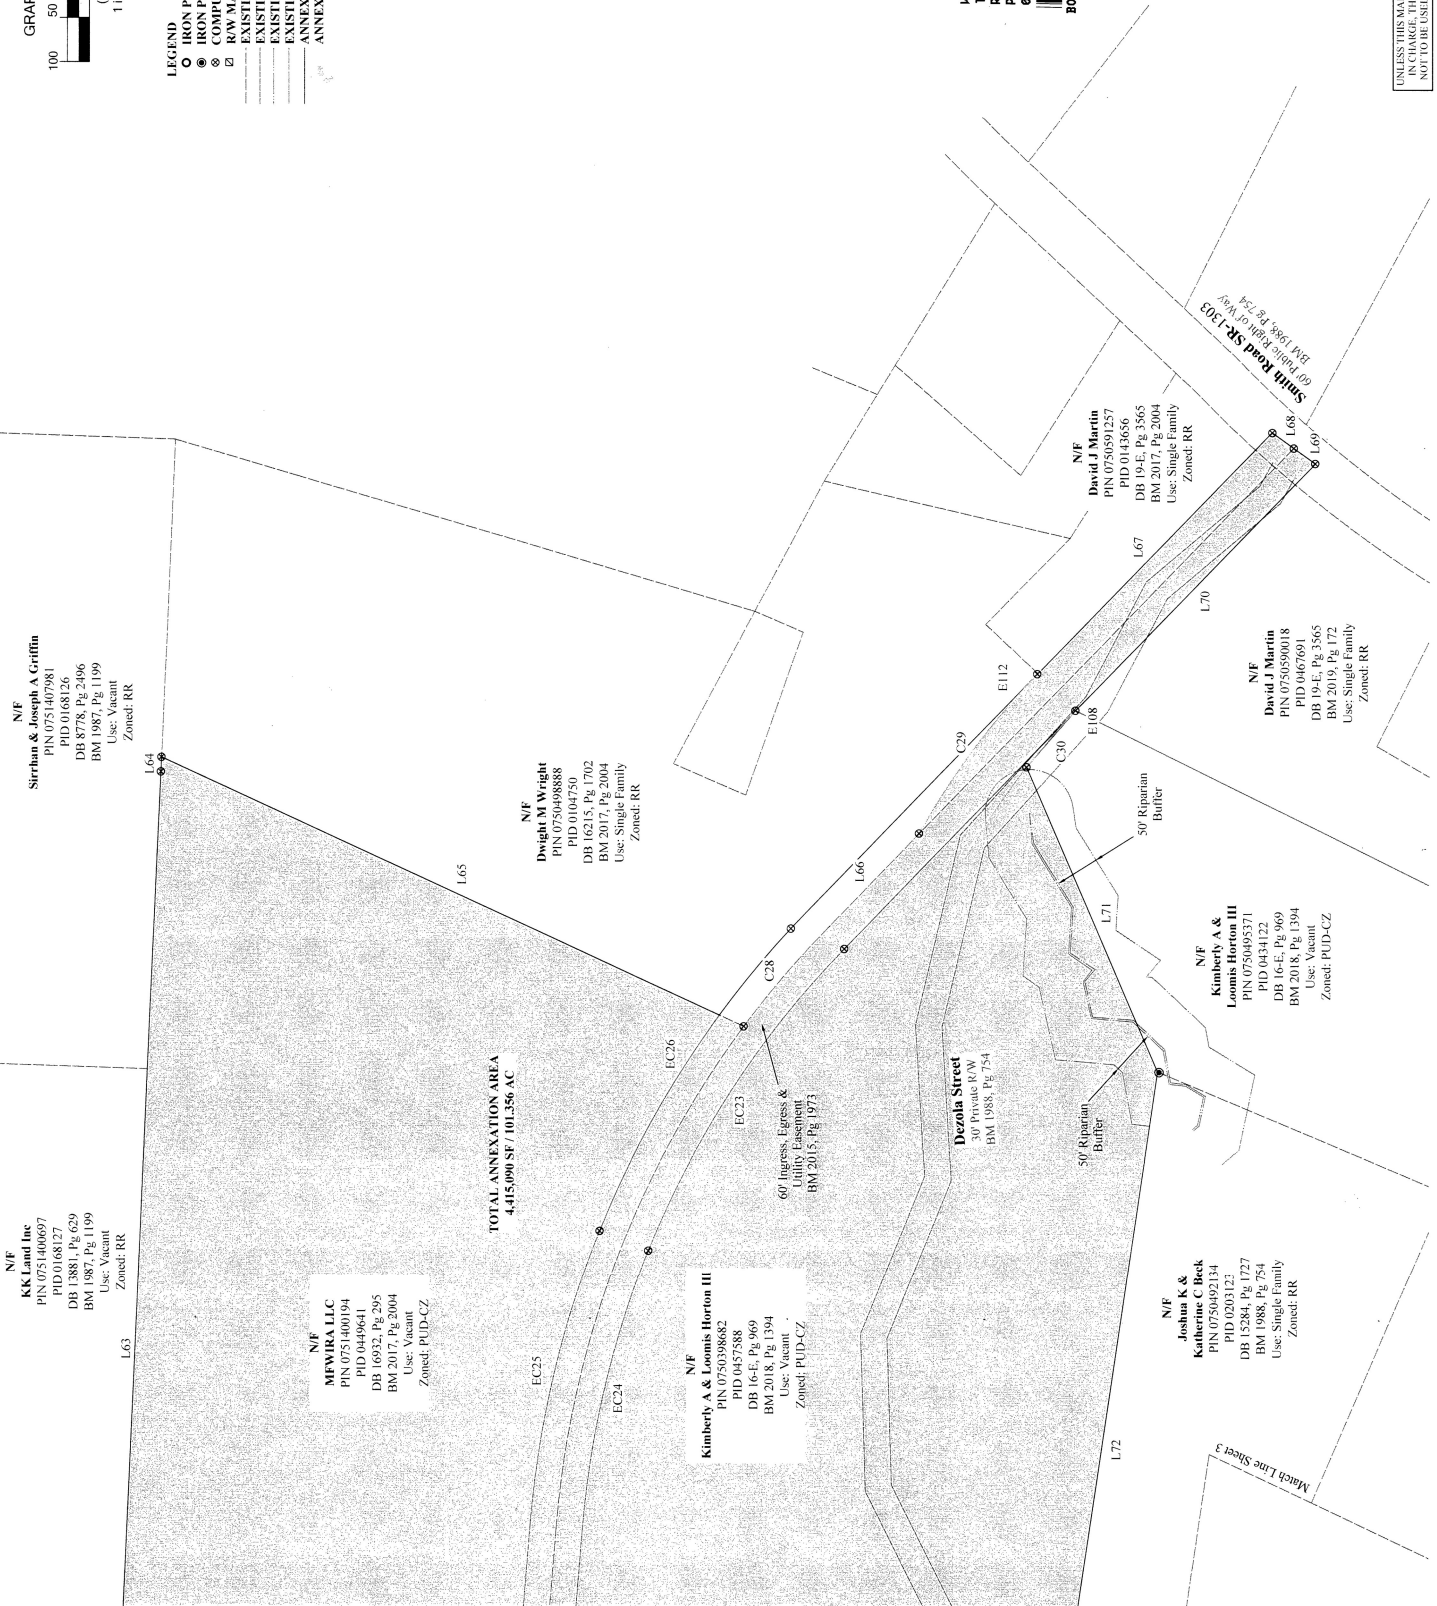 GRAP
100
50
1 i
LEGEND
IRON P
IRON P
COMPU
R/W MA
EXISTI
EXISTI
EXISTI
EXISTI
ANNEX
ANNEX
BO
UNLESS THIS MA
IN CHARGE, TH
NOT TO BE USE
N/F
Sirrhan & Joseph A Griffin
PIN 0751407981
PID 0168126
DB 8778, Pg 2496
BM 1987, Pg 1199
Use: Vacant
Zoned: RR
L64
N/F
KK Land Inc
PIN 0751400697
PID 0168127
DB 13881, Pg 629
BM 1987, Pg 1199
Use: Vacant
Zoned: RR
L63
N/F
MFWIRA LLC
PIN 0751400194
PID 0449641
DB 16932, Pg 295
BM 2017, Pg 2004
Use: Vacant
Zoned: PUD-CZ
L65
TOTAL ANNEXATION AREA
4,415,090 SF / 101.356 AC
N/F
Dwight M Wright
PIN 0750498888
PID 0104750
DB 16215, Pg 1702
BM 2017, Pg 2004
Use: Single Family
Zoned: RR
EC25
EC24
EC26
EC23
C28
L66
C29
E112
L67
60' Ingress, Egress &
Utility Easement
BM 2015, Pg 1973
N/F
Kimberly A & Loomis Horton III
PIN 0750398682
PID 0457588
DB 16-E, Pg 969
BM 2018, Pg 1394
Use: Vacant
Zoned: PUD-CZ
Dezola Street
30' Private R/W
BM 1988, Pg 754
N/F
David J Martin
PIN 0750591257
PID 0143656
DB 19-E, Pg 3565
BM 2017, Pg 2004
Use: Single Family
Zoned: RR
Smith Road SR-1303
60' Public Right of Way
BM 1988, Pg 754
L68
L69
L70
C30
E108
N/F
David J Martin
PIN 0750590018
PID 0467691
DB 19-E, Pg 3565
BM 2019, Pg 172
Use: Single Family
Zoned: RR
50' Riparian
Buffer
L71
50' Riparian
Buffer
N/F
Kimberly A &
Loomis Horton III
PIN 0750495371
PID 0434122
DB 16-E, Pg 969
BM 2018, Pg 1394
Use: Vacant
Zoned: PUD-CZ
N/F
Joshua K &
Katherine C Beck
PIN 0750492134
PID 0203123
DB 15284, Pg 1727
BM 1988, Pg 754
Use: Single Family
Zoned: RR
L72
Match Line Sheet 3